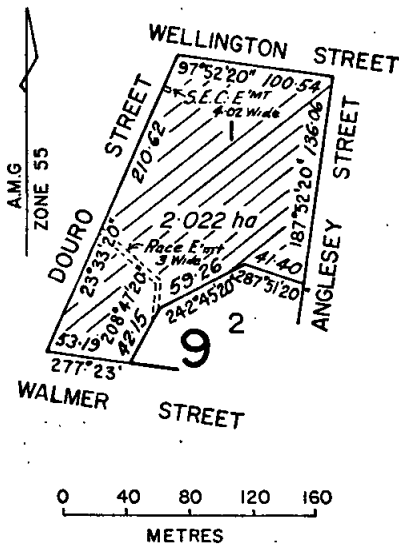 WELLINGTON STREET
97°52'20" 100·54
S.E.C. E'MT
4·02 Wide
1
DOURO STREET
210·62
23°33'20"
187°52'20" 136·06
ANGLESEY STREET
A.M.G
ZONE 55
2·022 ha
Race E'mt
3 Wide
59·26
242°45'20"
41·40
287°51'20"
208°41'20"
42·15
53·19
277°23'
9
2
WALMER STREET
0 40 80 120 160
METRES